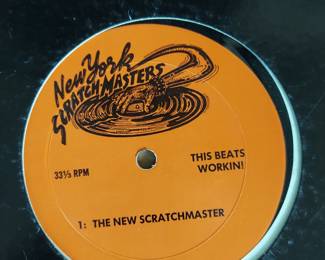 New York
SCRATCH MASTERS
33⅓ RPM
THIS BEATS
WORKIN!
1: THE NEW SCRATCHMASTER